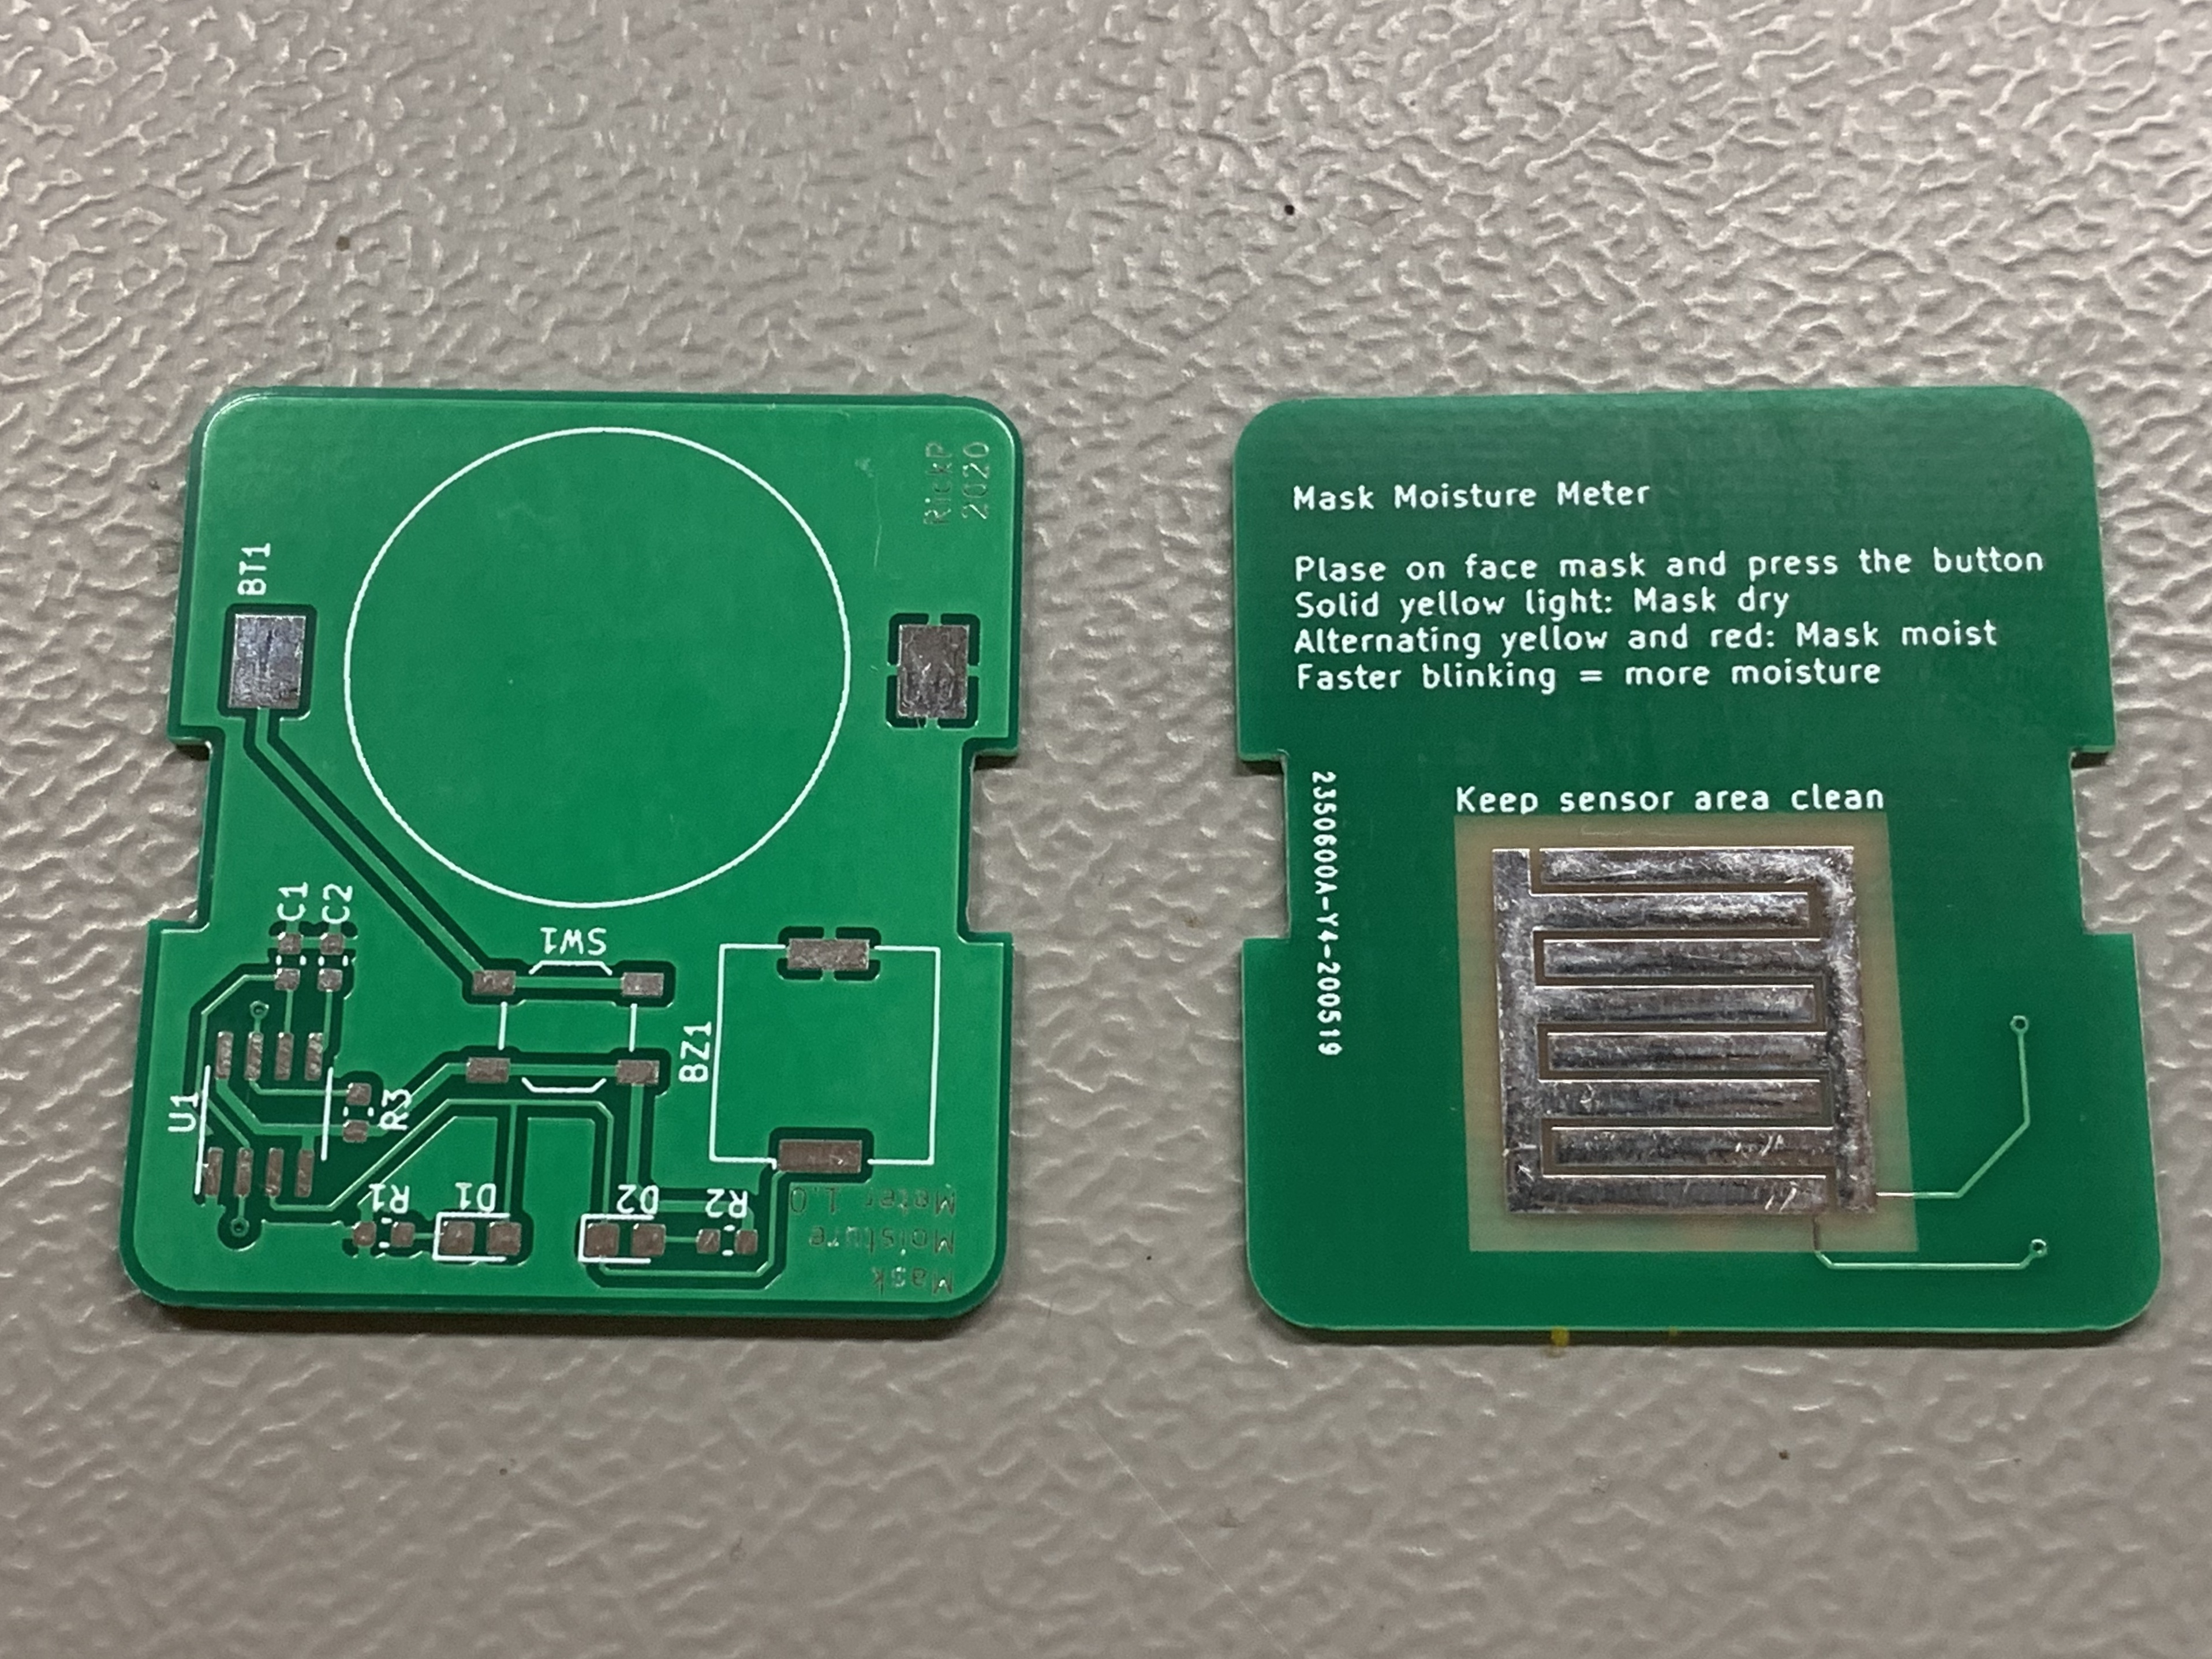 RickP
2020
BT1
C1
C2
SW1
BZ1
U1
R3
R1
D1
D2
R2
Mask
Moisture
Meter 1.0
Mask Moisture Meter
Plase on face mask and press the button
Solid yellow light: Mask dry
Alternating yellow and red: Mask moist
Faster blinking = more moisture
Keep sensor area clean
2350600A-Y4-200519